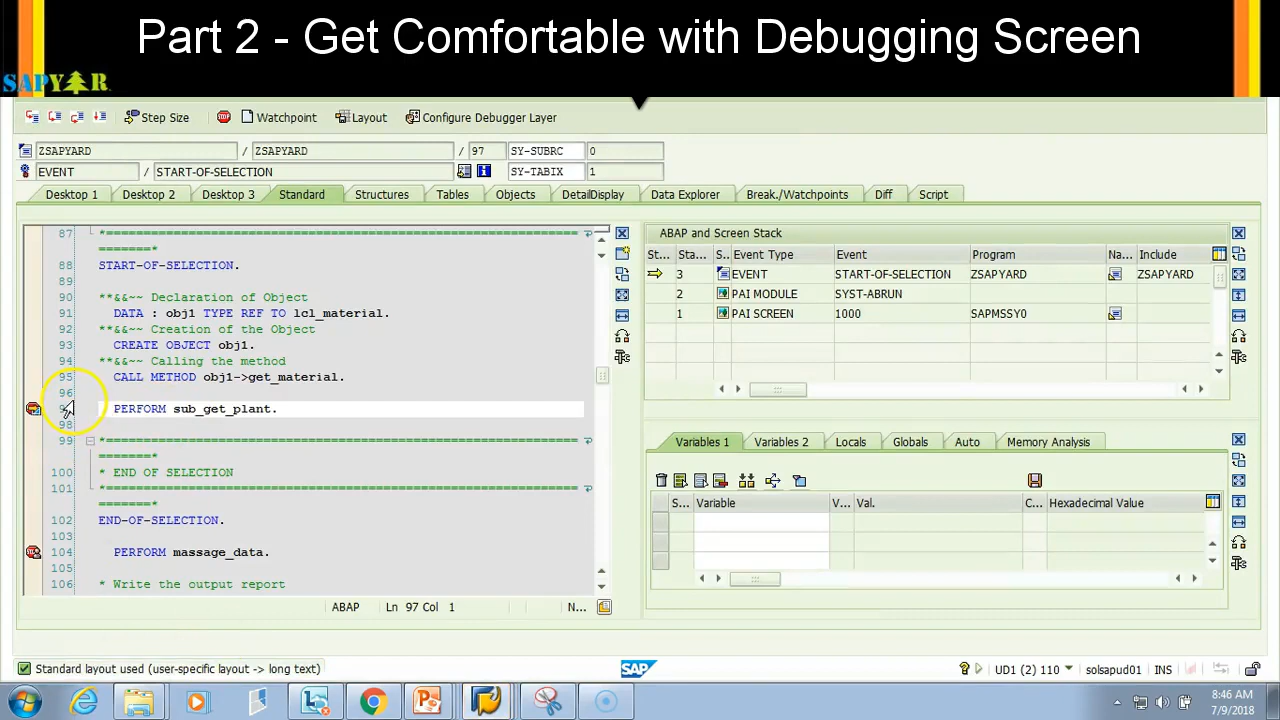 Part 2 - Get Comfortable with Debugging Screen
SAPYARD
Step Size Watchpoint Layout Configure Debugger Layer
ZSAPYARD / ZSAPYARD / 97 SY-SUBRC 0
EVENT / START-OF-SELECTION SY-TABIX 1
Desktop 1 Desktop 2 Desktop 3 Standard Structures Tables Objects DetailDisplay Data Explorer Break./Watchpoints Diff Script
87 *================================================================
=======*
88 START-OF-SELECTION.
89
90 **&&~~ Declaration of Object
91 DATA : obj1 TYPE REF TO lcl_material.
92 **&&~~ Creation of the Object
93 CREATE OBJECT obj1.
94 **&&~~ Calling the method
95 CALL METHOD obj1->get_material.
96
PERFORM sub_get_plant.
98
99 *================================================================
=======*
100 * END OF SELECTION
101 *================================================================
=======*
102 END-OF-SELECTION.
103
104 PERFORM massage_data.
105
106 * Write the output report
ABAP Ln 97 Col 1 N...
ABAP and Screen Stack
St... Sta... S.. Event Type Event Program Na... Include
3 EVENT START-OF-SELECTION ZSAPYARD ZSAPYARD
2 PAI MODULE SYST-ABRUN
1 PAI SCREEN 1000 SAPMSSY0
Variables 1 Variables 2 Locals Globals Auto Memory Analysis
S... Variable V... Val. C... Hexadecimal Value
Standard layout used (user-specific layout -> long text) SAP UD1 (2) 110 solsapud01 INS
8:46 AM
7/9/2018